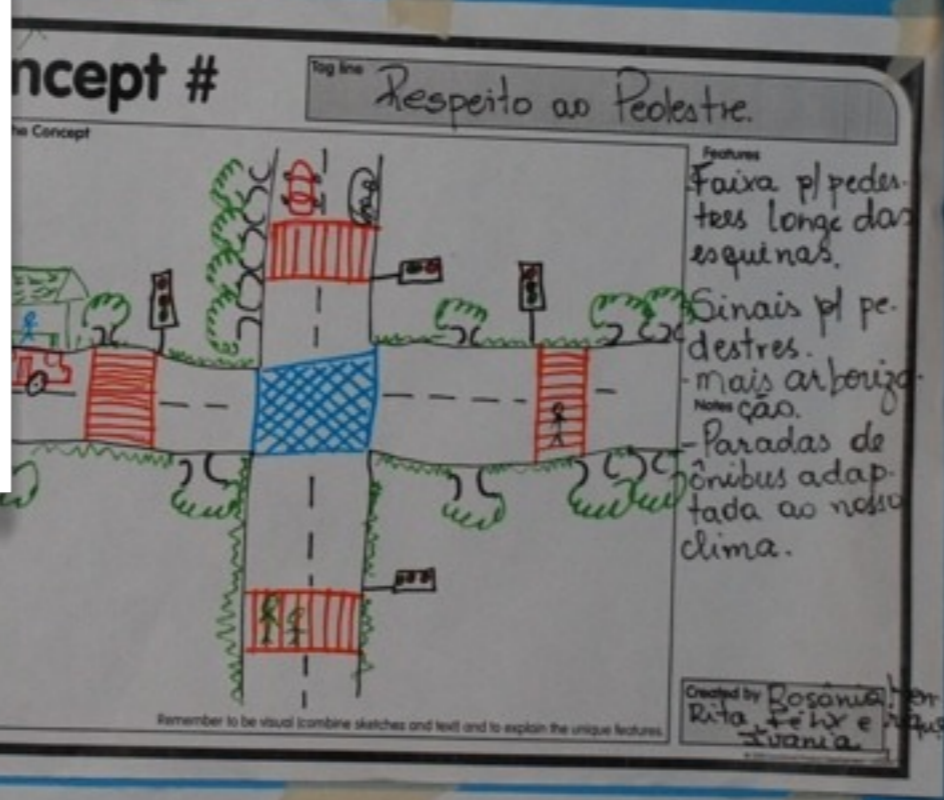 ncept #
Tag line
Respeito ao Pedestre.
he Concept
Features
Faixa p/ pedes-
tres longe das
esquinas.
Sinais p/ pe-
destres.
- mais arboriza-
Notes
ção.
- Paradas de
ônibus adap-
tada ao nosso
clima.
Remember to be visual (combine sketches and text) and to explain the unique features.
Created by
Rosânia,
Rita, Félix e
Ivania